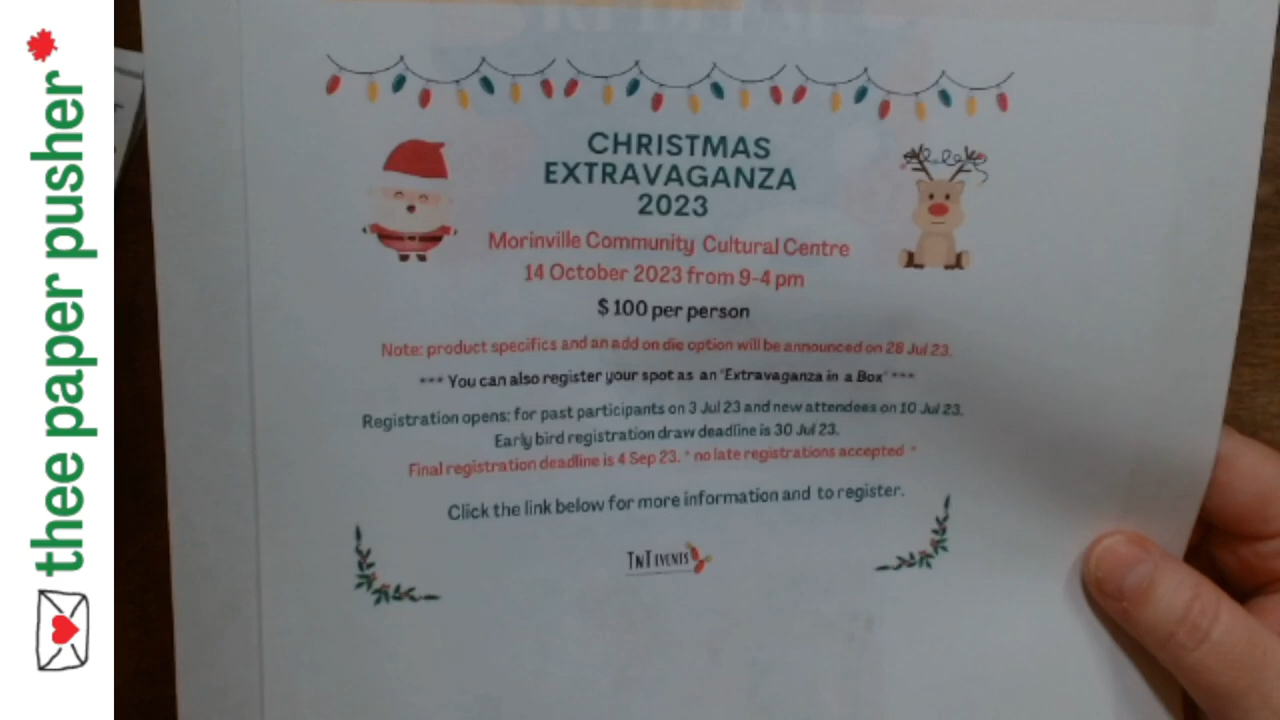 thee paper pusher
CHRISTMAS
EXTRAVAGANZA
2023
Morinville Community Cultural Centre
14 October 2023 from 9-4 pm
$100 per person
Note: product specifics and an add on die option will be announced on 28 Jul 23.
*** You can also register your spot as an "Extravaganza in a Box" ***
Registration opens: for past participants on 3 Jul 23 and new attendees on 10 Jul 23.
Early bird registration draw deadline is 30 Jul 23.
Final registration deadline is 4 Sep 23. * no late registrations accepted *
Click the link below for more information and to register.
TNT EVENTS